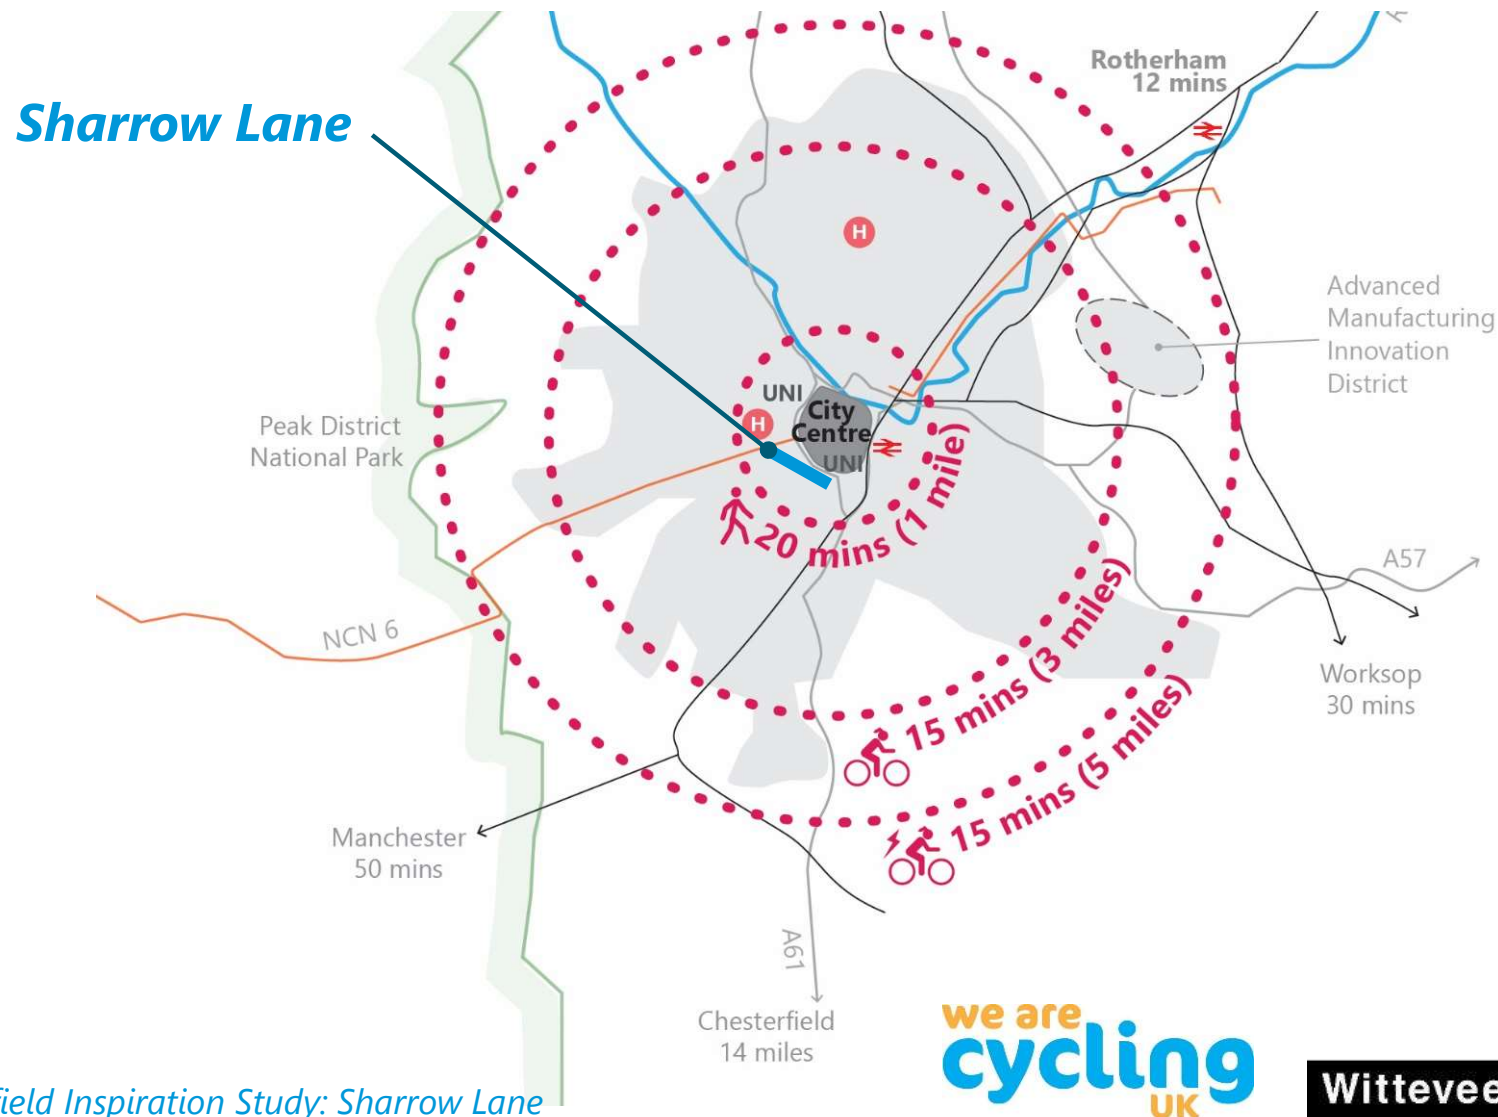 Rotherham
12 mins
Sharrow Lane
H
Advanced
Manufacturing
Innovation
District
UNI
City
Centre
H
UNI
Peak District
National Park
20 mins (1 mile)
A57
NCN 6
15 mins (3 miles)
Worksop
30 mins
15 mins (5 miles)
Manchester
50 mins
A61
Chesterfield
14 miles
we are
cycling
UK
field Inspiration Study: Sharrow Lane